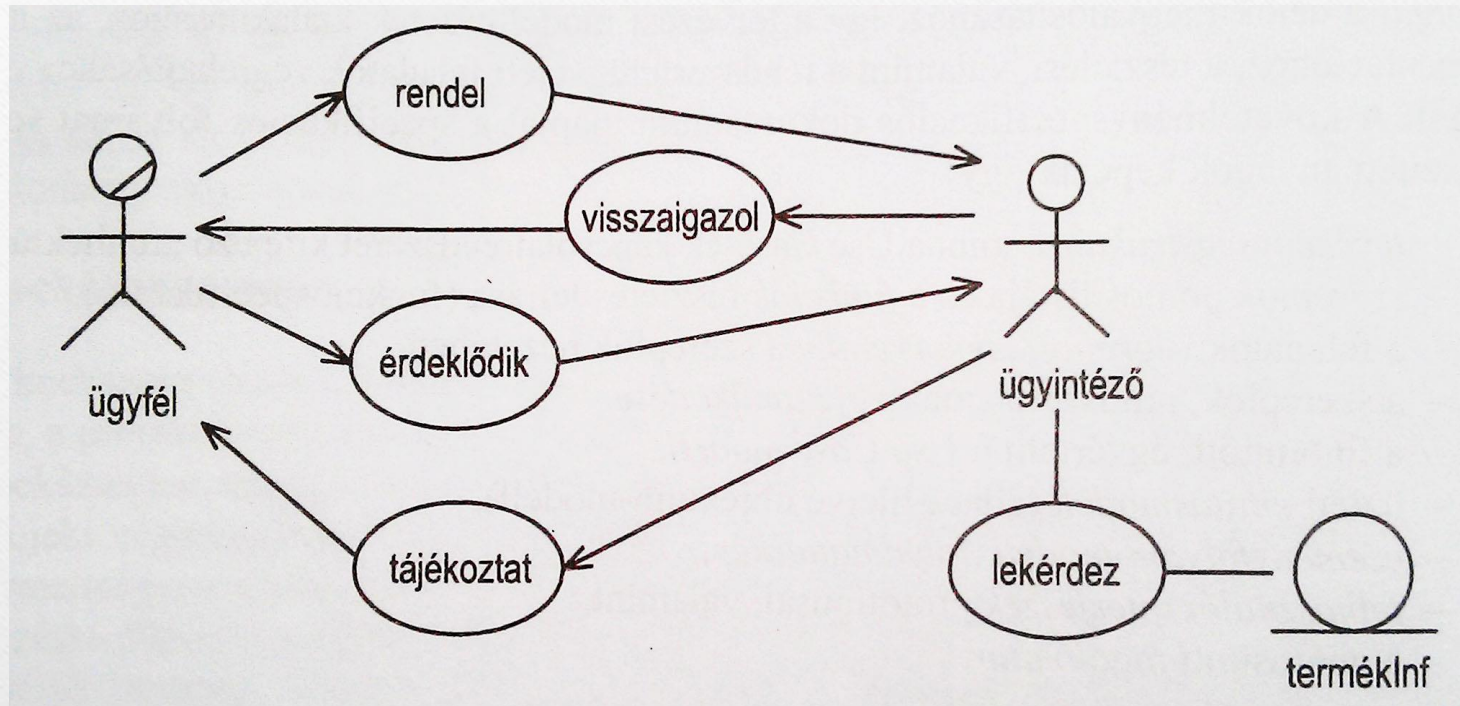 rendel
visszaigazol
érdeklődik
ügyfél
ügyintéző
tájékoztat
lekérdez
termékInf